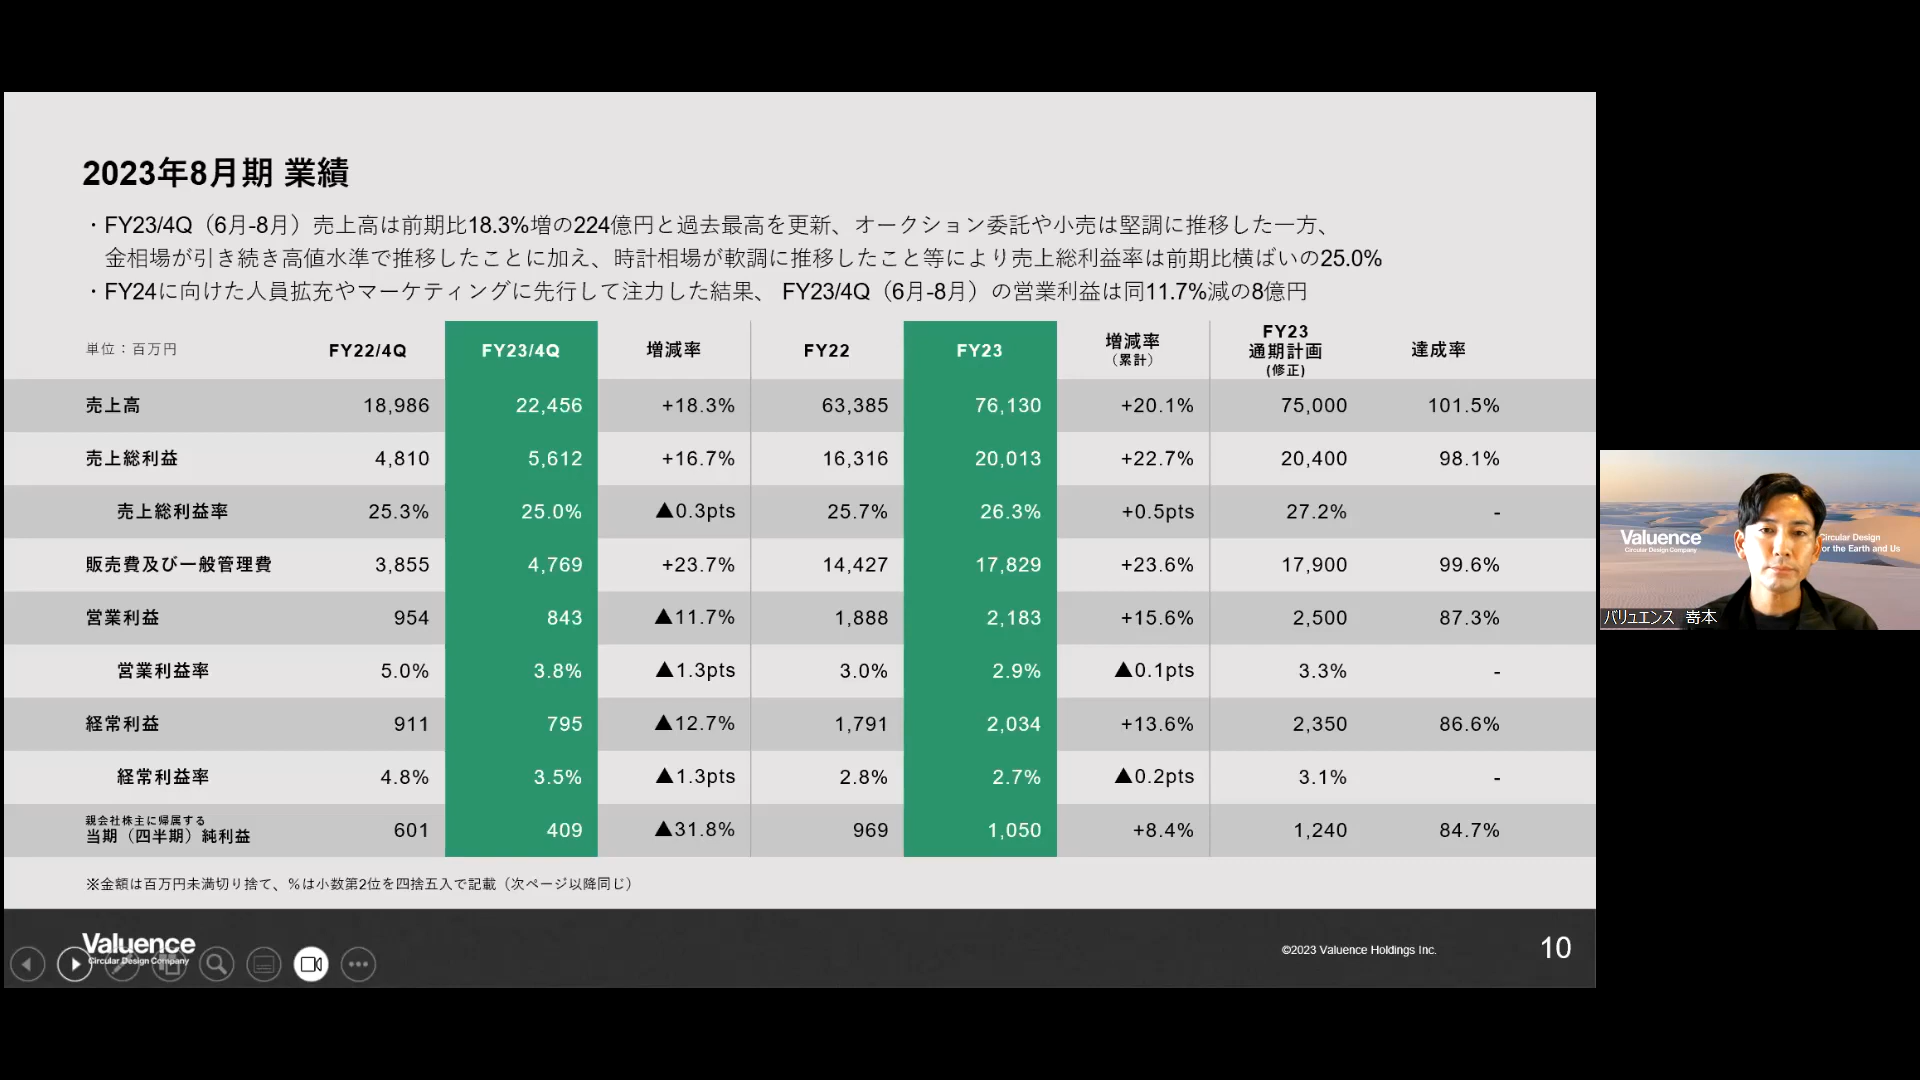 2023年8月期 業績
・FY23/4Q（6月-8月）売上高は前期比18.3%増の224億円と過去最高を更新、オークション委託や小売は堅調に推移した一方、
金相場が引き続き高値水準で推移したことに加え、時計相場が軟調に推移したこと等により売上総利益率は前期比横ばいの25.0%
・FY24に向けた人員拡充やマーケティングに先行して注力した結果、 FY23/4Q（6月-8月）の営業利益は同11.7%減の8億円
単位：百万円 FY22/4Q FY23/4Q 増減率 FY22 FY23 増減率（累計） FY23通期計画(修正) 達成率
売上高 18,986 22,456 +18.3% 63,385 76,130 +20.1% 75,000 101.5%
売上総利益 4,810 5,612 +16.7% 16,316 20,013 +22.7% 20,400 98.1%
売上総利益率 25.3% 25.0% ▲0.3pts 25.7% 26.3% +0.5pts 27.2% -
販売費及び一般管理費 3,855 4,769 +23.7% 14,427 17,829 +23.6% 17,900 99.6%
営業利益 954 843 ▲11.7% 1,888 2,183 +15.6% 2,500 87.3%
営業利益率 5.0% 3.8% ▲1.3pts 3.0% 2.9% ▲0.1pts 3.3% -
経常利益 911 795 ▲12.7% 1,791 2,034 +13.6% 2,350 86.6%
経常利益率 4.8% 3.5% ▲1.3pts 2.8% 2.7% ▲0.2pts 3.1% -
親会社株主に帰属する
当期（四半期）純利益 601 409 ▲31.8% 969 1,050 +8.4% 1,240 84.7%
※金額は百万円未満切り捨て、%は小数第2位を四捨五入で記載（次ページ以降同じ）
Valuence
Circular Design Company
©2023 Valuence Holdings Inc.
10
Valuence
Circular Design Company
Circular Design
for the Earth and Us
バリュエンス 嵜本